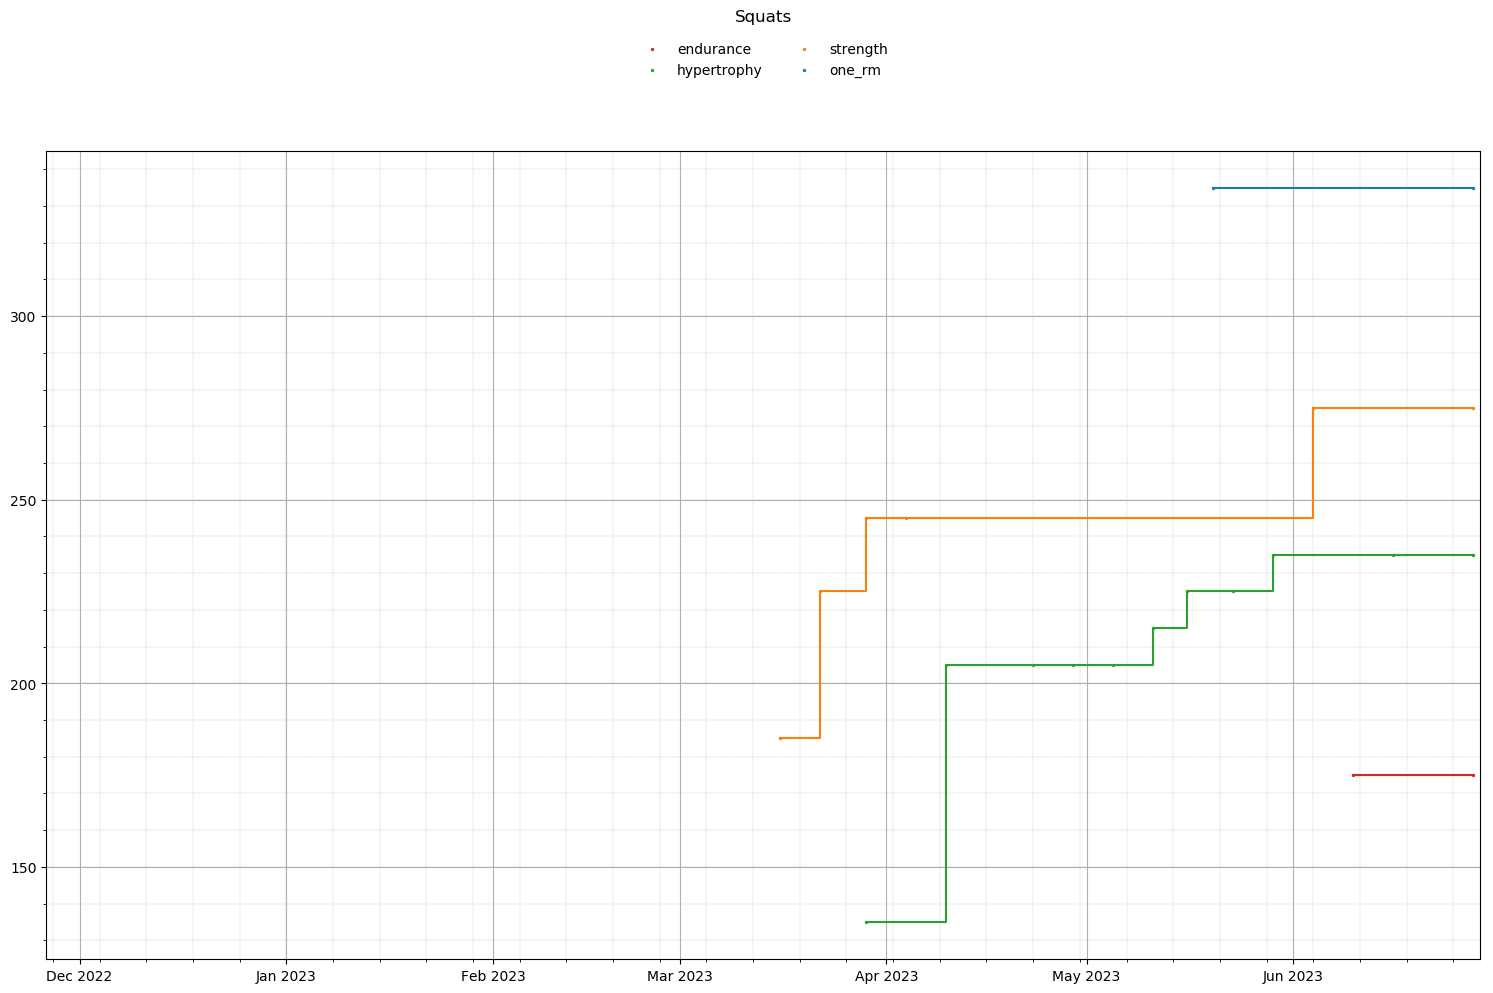 Squats
endurance strength
hypertrophy one_rm
300
250
200
150
Dec 2022 Jan 2023 Feb 2023 Mar 2023 Apr 2023 May 2023 Jun 2023